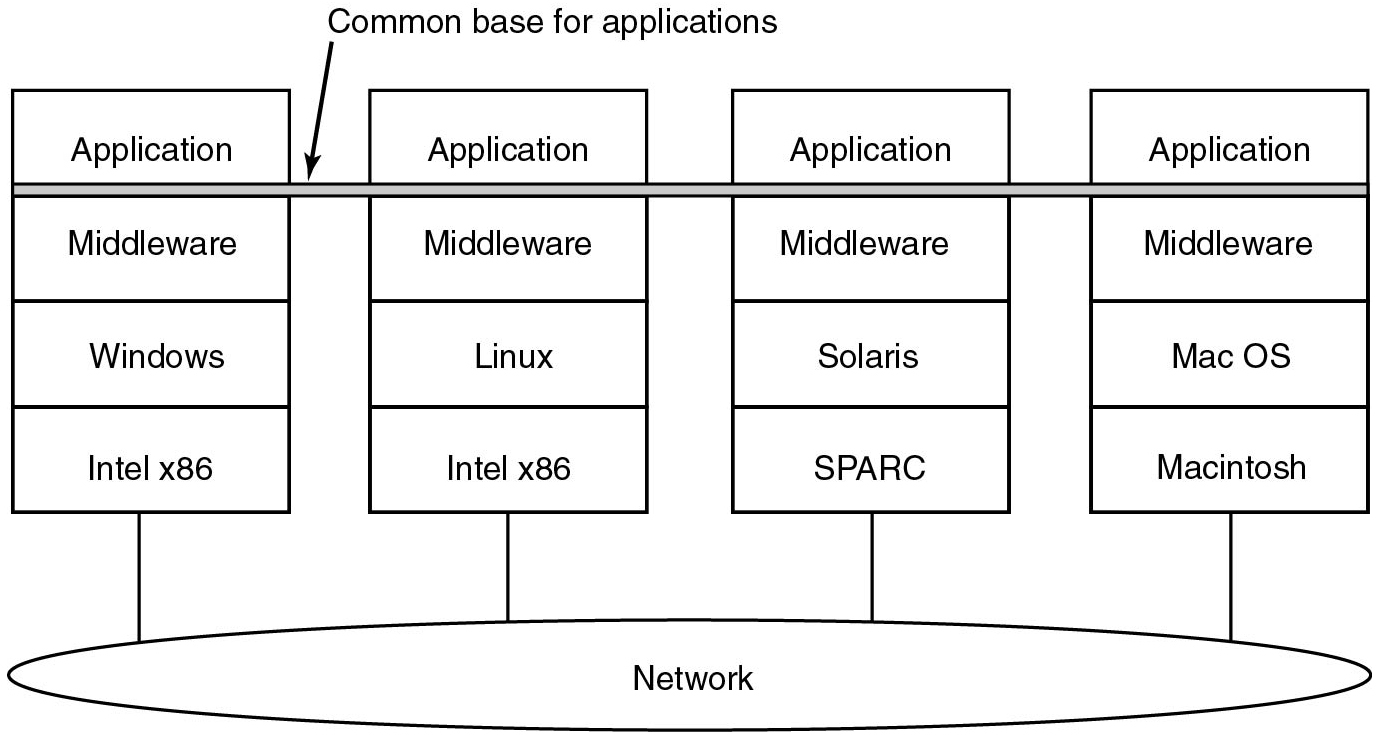 Common base for applications
Application
Application
Application
Application
Middleware
Middleware
Middleware
Middleware
Windows
Linux
Solaris
Mac OS
Intel x86
Intel x86
SPARC
Macintosh
Network